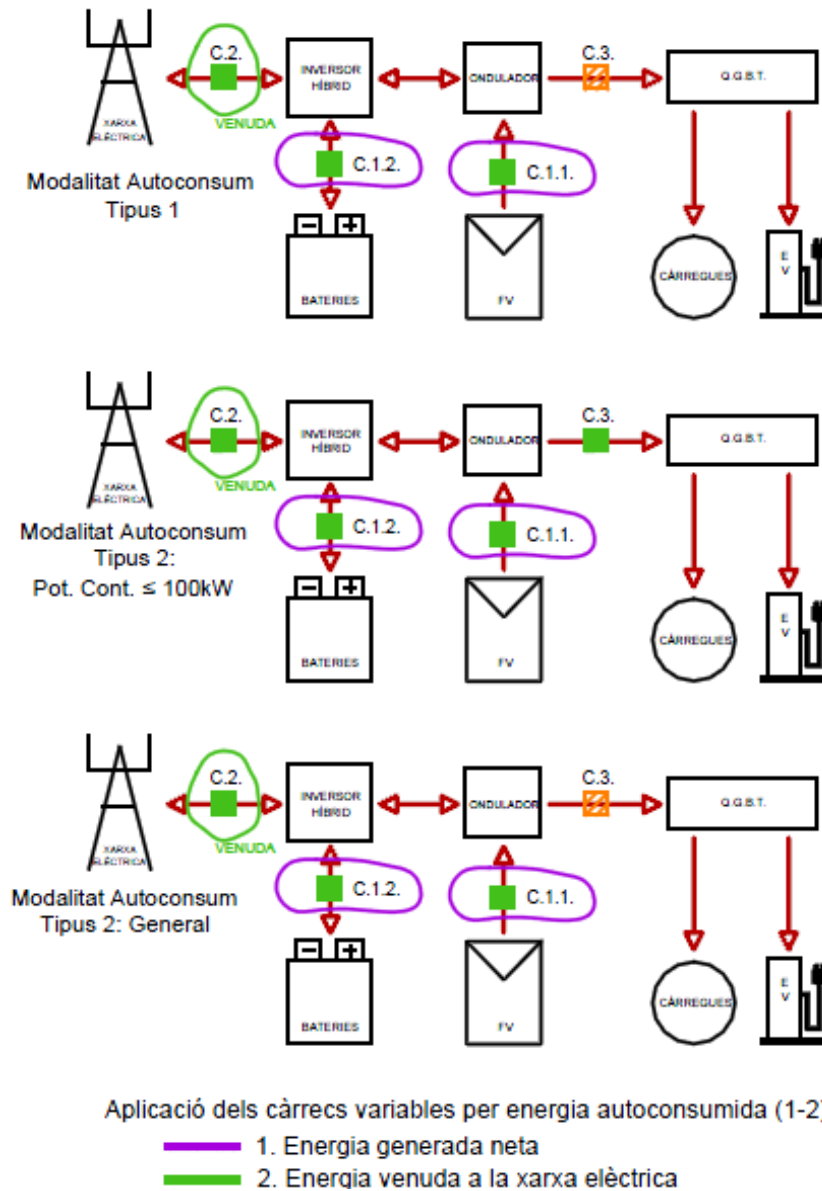 C.2.
INVERSOR
HÍBRID
ONDULADOR
C.3.
Q.G.B.T.
XARXA
ELÈCTRICA
VENUDA
C.1.2.
C.1.1.
Modalitat Autoconsum
Tipus 1
BATERIES
FV
CÀRREGUES
E
V
C.2.
INVERSOR
HÍBRID
ONDULADOR
C.3.
Q.G.B.T.
XARXA
ELÈCTRICA
VENUDA
C.1.2.
C.1.1.
Modalitat Autoconsum
Tipus 2:
Pot. Cont. ≤ 100kW
BATERIES
FV
CÀRREGUES
E
V
C.2.
INVERSOR
HÍBRID
ONDULADOR
C.3.
Q.G.B.T.
XARXA
ELÈCTRICA
VENUDA
C.1.2.
C.1.1.
Modalitat Autoconsum
Tipus 2: General
BATERIES
FV
CÀRREGUES
E
V
Aplicació dels càrrecs variables per energia autoconsumida (1-2)
1. Energia generada neta
2. Energia venuda a la xarxa elèctrica